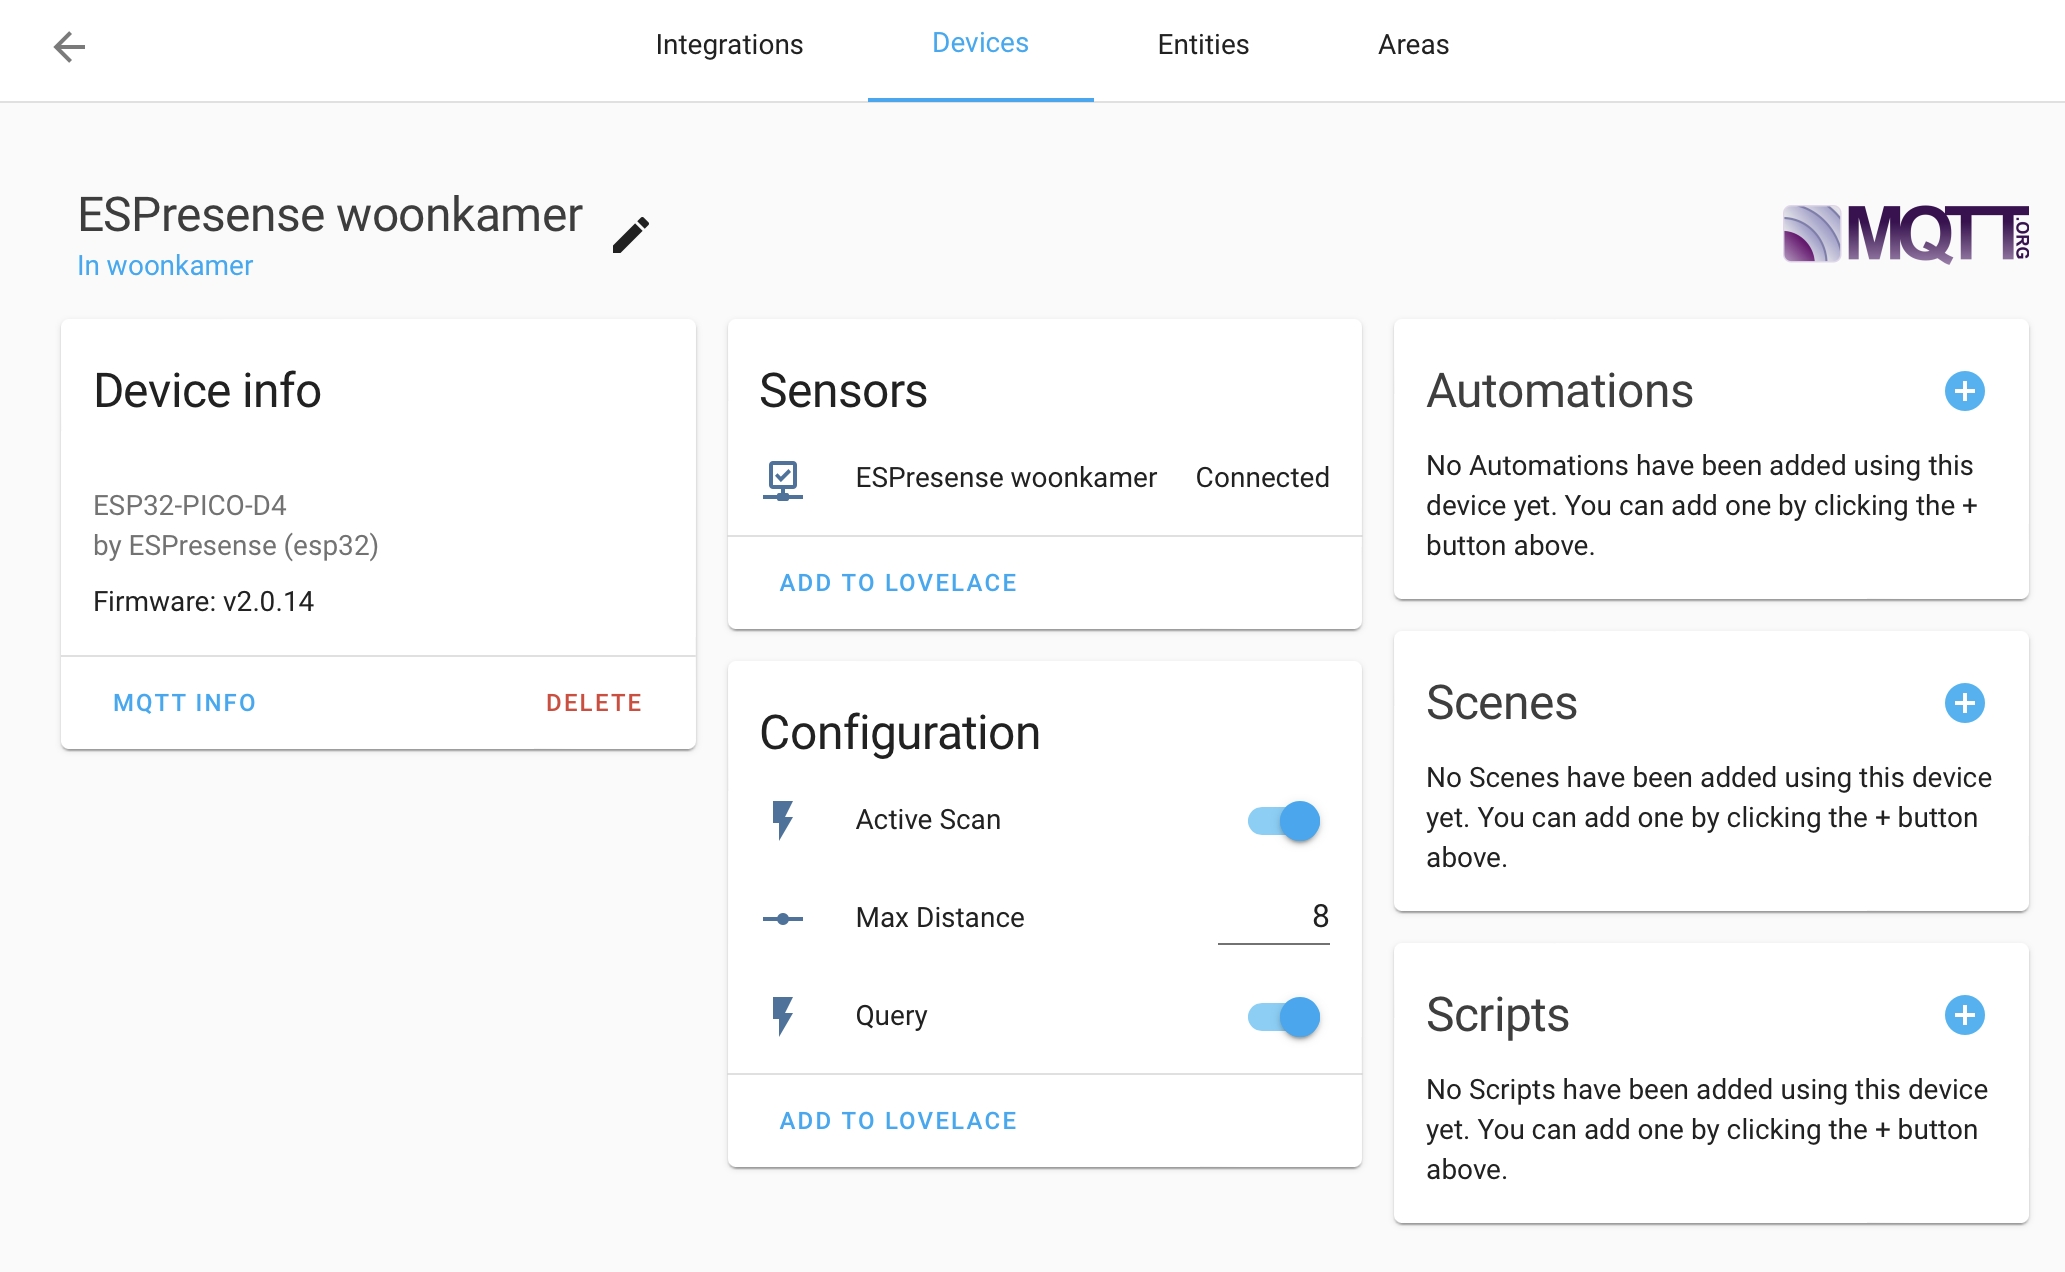 Integrations
Devices
Entities
Areas
ESPresense woonkamer
In woonkamer
MQTT.ORG
Device info
ESP32-PICO-D4
by ESPresense (esp32)
Firmware: v2.0.14
MQTT INFO
DELETE
Sensors
ESPresense woonkamer Connected
ADD TO LOVELACE
Configuration
Active Scan
Max Distance 8
Query
ADD TO LOVELACE
Automations
No Automations have been added using this
device yet. You can add one by clicking the +
button above.
Scenes
No Scenes have been added using this device
yet. You can add one by clicking the + button
above.
Scripts
No Scripts have been added using this device
yet. You can add one by clicking the + button
above.